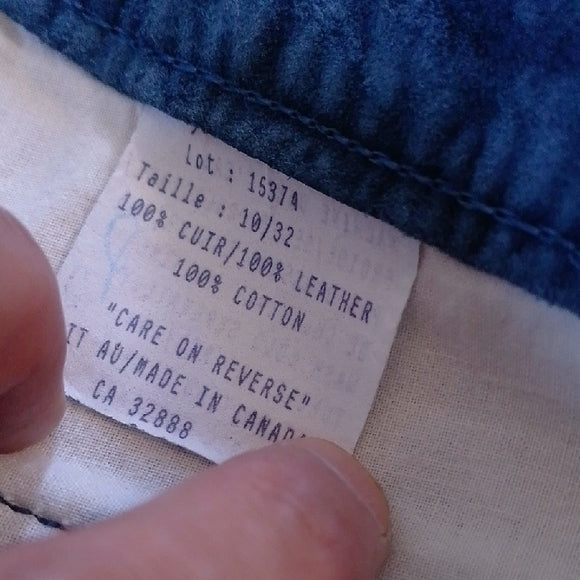 Lot : 16374
Taille : 10/32
100% CUIR/100% LEATHER
100% COTTON
"CARE ON REVERSE"
IT AU/MADE IN CANADA
CA 32888